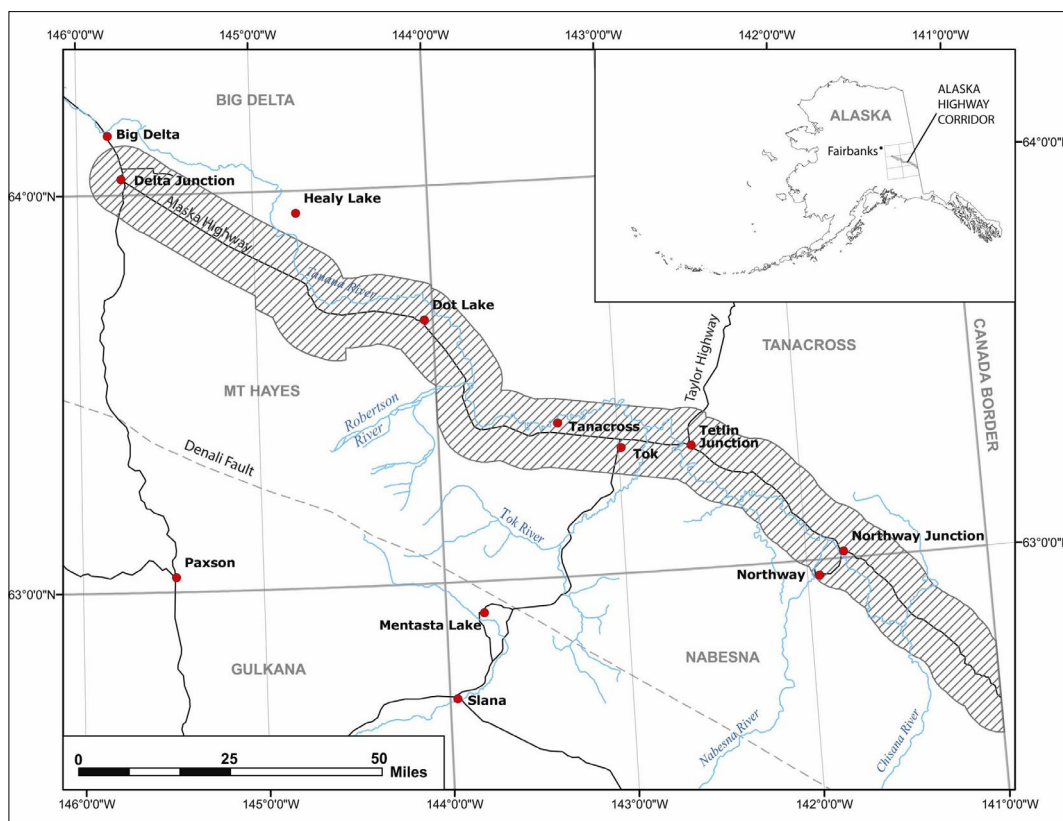 146°0'0"W
145°0'0"W
144°0'0"W
143°0'0"W
142°0'0"W
141°0'0"W
BIG DELTA
ALASKA
ALASKA
HIGHWAY
CORRIDOR
Fairbanks
Big Delta
64°0'0"N
64°0'0"N
Delta Junction
Healy Lake
Alaska Highway
Tanana River
Dot Lake
Taylor Highway
TANACROSS
CANADA BORDER
MT HAYES
Robertson
River
Tanacross
Tetlin
Junction
Tok
Denali Fault
Tok River
Northway Junction
63°0'0"N
Paxson
Northway
63°0'0"N
Mentasta Lake
GULKANA
NABESNA
Slana
Nabesna River
Chisana River
0
25
50
Miles
146°0'0"W
145°0'0"W
144°0'0"W
143°0'0"W
142°0'0"W
141°0'0"W